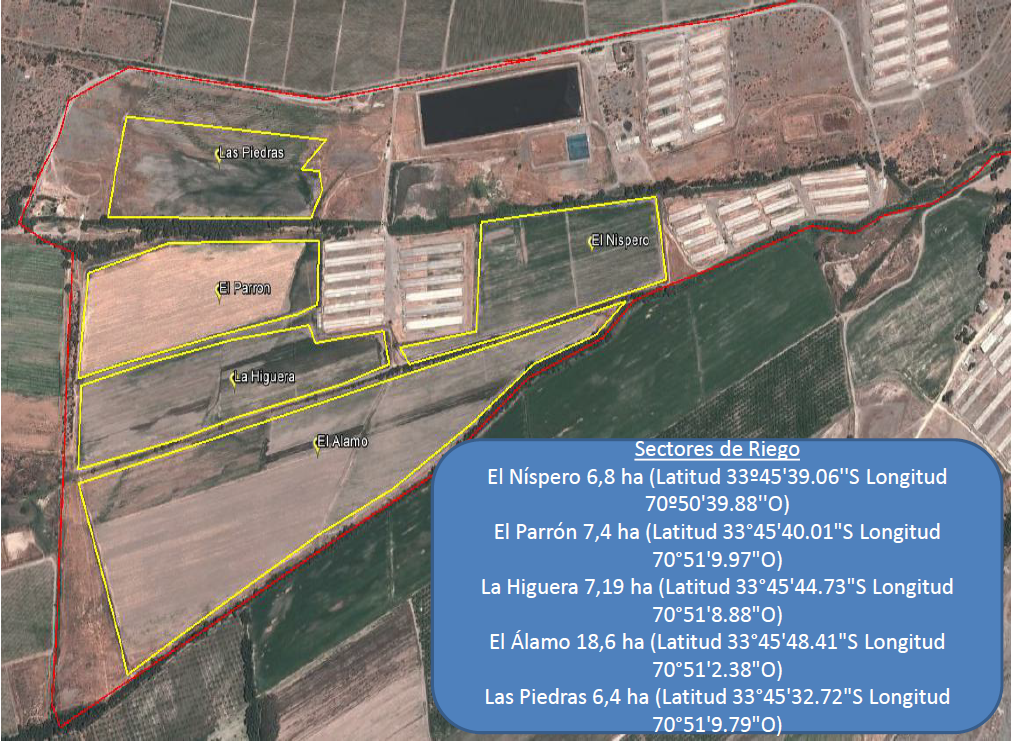 Las Piedras
El Nispero
El Parron
La Higuera
El Alamo
Sectores de Riego
El Níspero 6,8 ha (Latitud 33º45'39.06''S Longitud
70º50'39.88''O)
El Parrón 7,4 ha (Latitud 33°45'40.01"S Longitud
70°51'9.97"O)
La Higuera 7,19 ha (Latitud 33°45'44.73"S Longitud
70°51'8.88"O)
El Álamo 18,6 ha (Latitud 33°45'48.41"S Longitud
70°51'2.38"O)
Las Piedras 6,4 ha (Latitud 33°45'32.72"S Longitud
70°51'9.79"O)